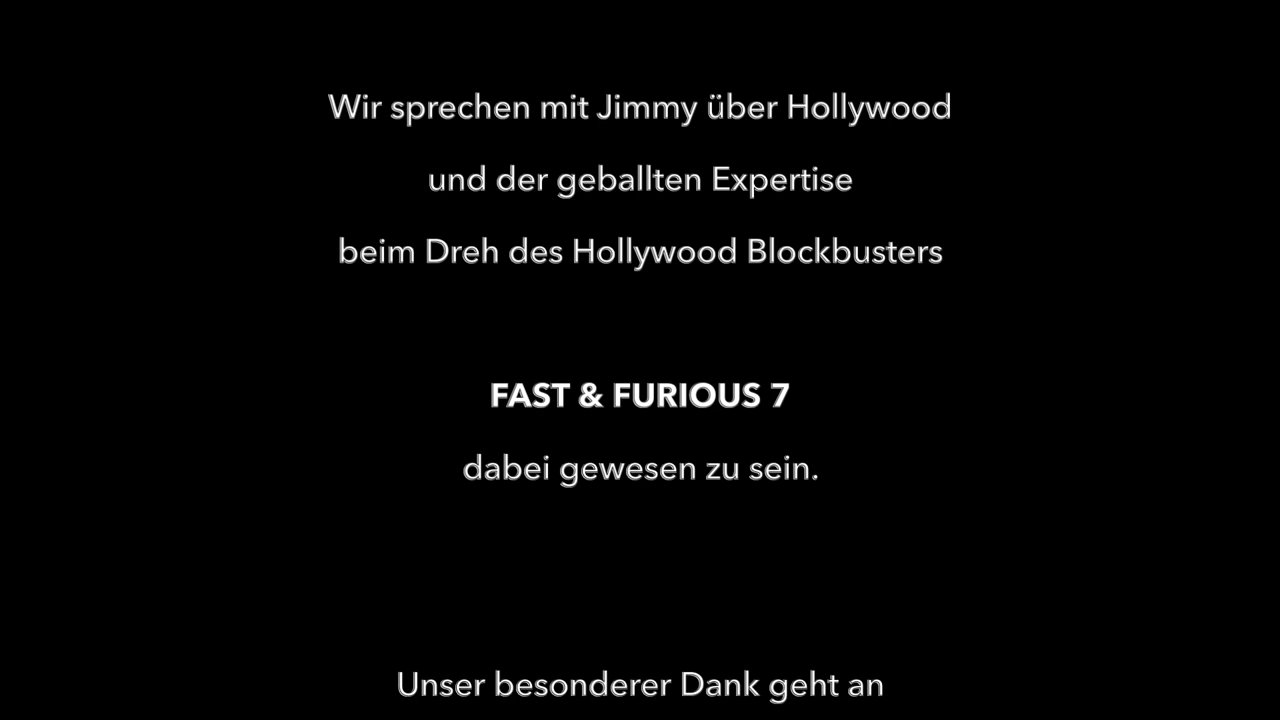 Wir sprechen mit Jimmy über Hollywood
und der geballten Expertise
beim Dreh des Hollywood Blockbusters
FAST & FURIOUS 7
dabei gewesen zu sein.
Unser besonderer Dank geht an